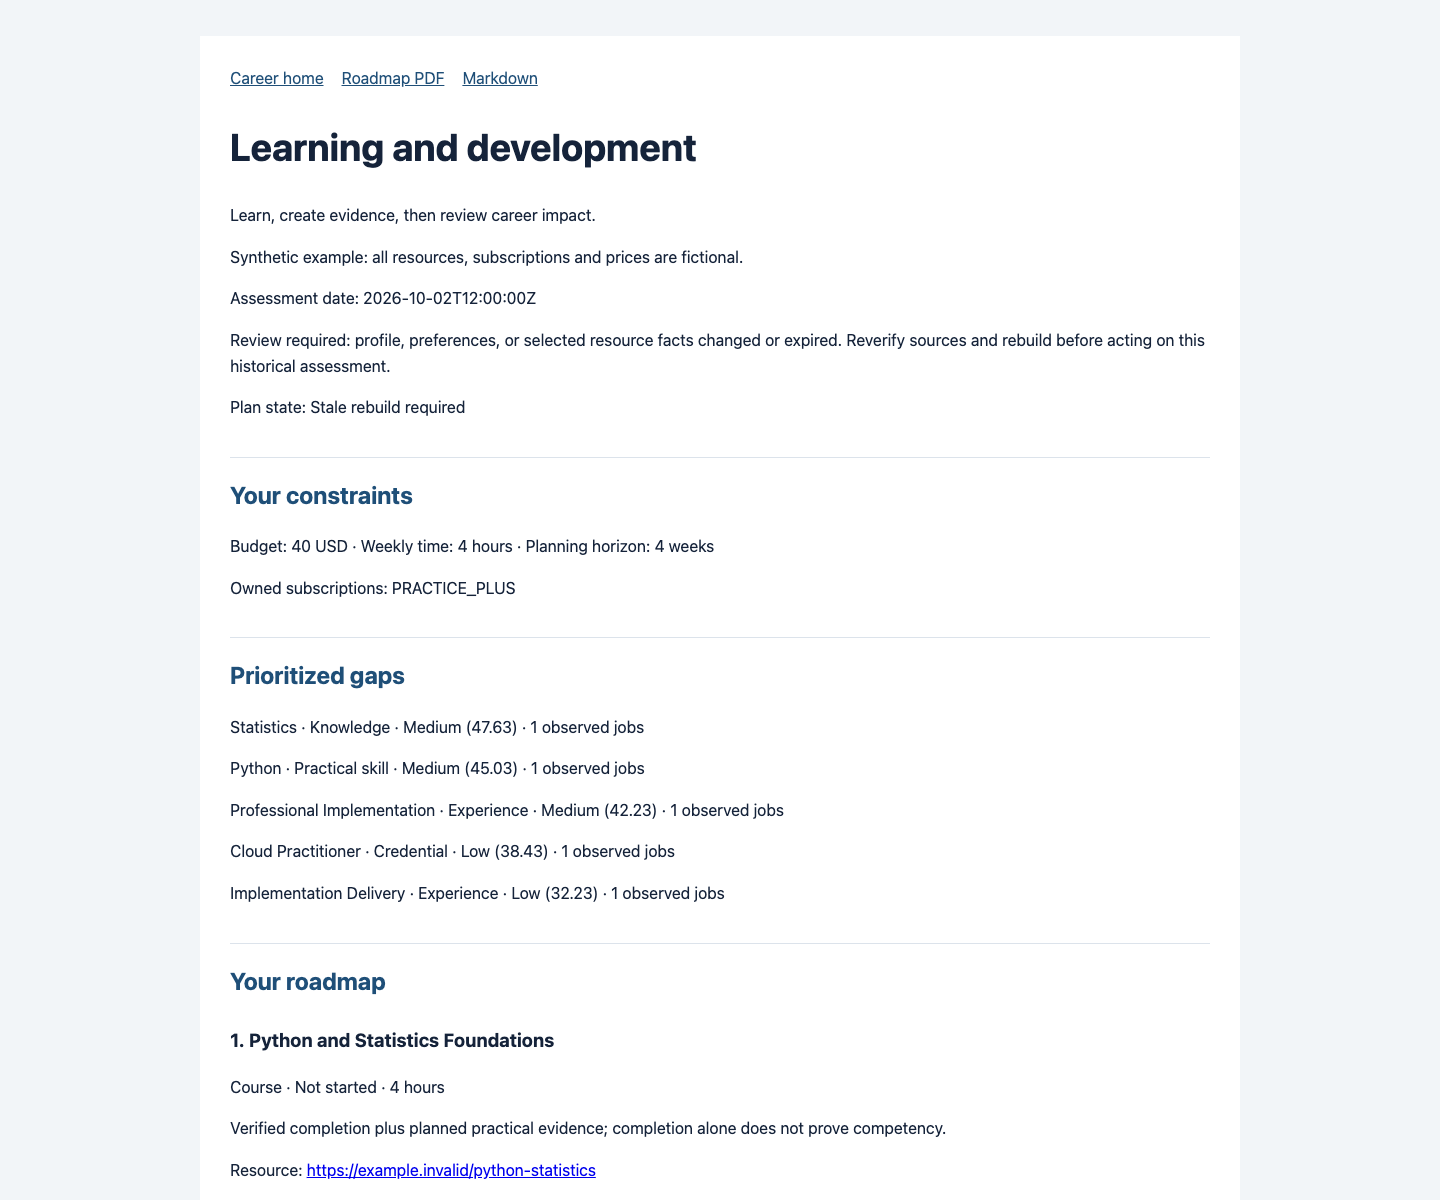 Career home Roadmap PDF Markdown
Learning and development
Learn, create evidence, then review career impact.
Synthetic example: all resources, subscriptions and prices are fictional.
Assessment date: 2026-10-02T12:00:00Z
Review required: profile, preferences, or selected resource facts changed or expired. Reverify sources and rebuild before acting on this
historical assessment.
Plan state: Stale rebuild required
Your constraints
Budget: 40 USD · Weekly time: 4 hours · Planning horizon: 4 weeks
Owned subscriptions: PRACTICE_PLUS
Prioritized gaps
Statistics · Knowledge · Medium (47.63) · 1 observed jobs
Python · Practical skill · Medium (45.03) · 1 observed jobs
Professional Implementation · Experience · Medium (42.23) · 1 observed jobs
Cloud Practitioner · Credential · Low (38.43) · 1 observed jobs
Implementation Delivery · Experience · Low (32.23) · 1 observed jobs
Your roadmap
1. Python and Statistics Foundations
Course · Not started · 4 hours
Verified completion plus planned practical evidence; completion alone does not prove competency.
Resource: https://example.invalid/python-statistics